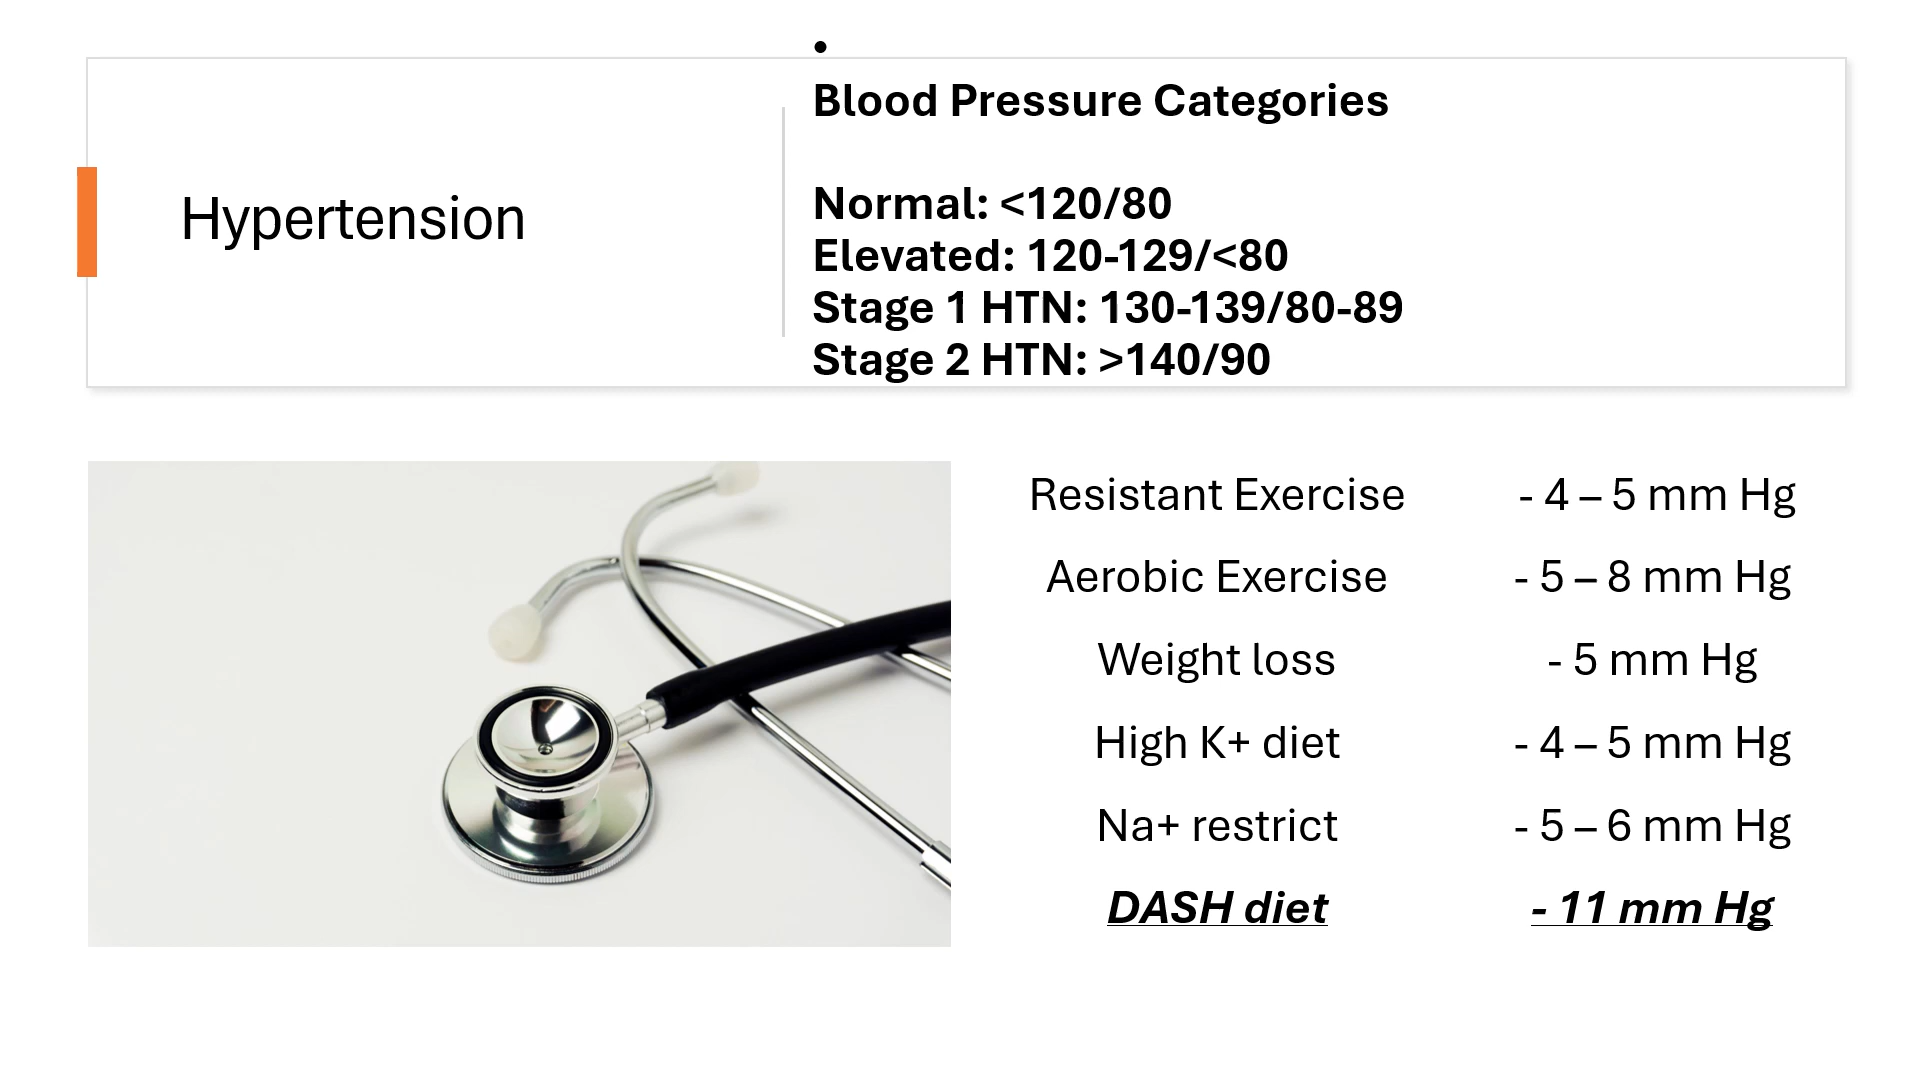 Hypertension
•
Blood Pressure Categories
Normal: <120/80
Elevated: 120-129/<80
Stage 1 HTN: 130-139/80-89
Stage 2 HTN: >140/90
Resistant Exercise - 4 – 5 mm Hg
Aerobic Exercise - 5 – 8 mm Hg
Weight loss - 5 mm Hg
High K+ diet - 4 – 5 mm Hg
Na+ restrict - 5 – 6 mm Hg
DASH diet - 11 mm Hg